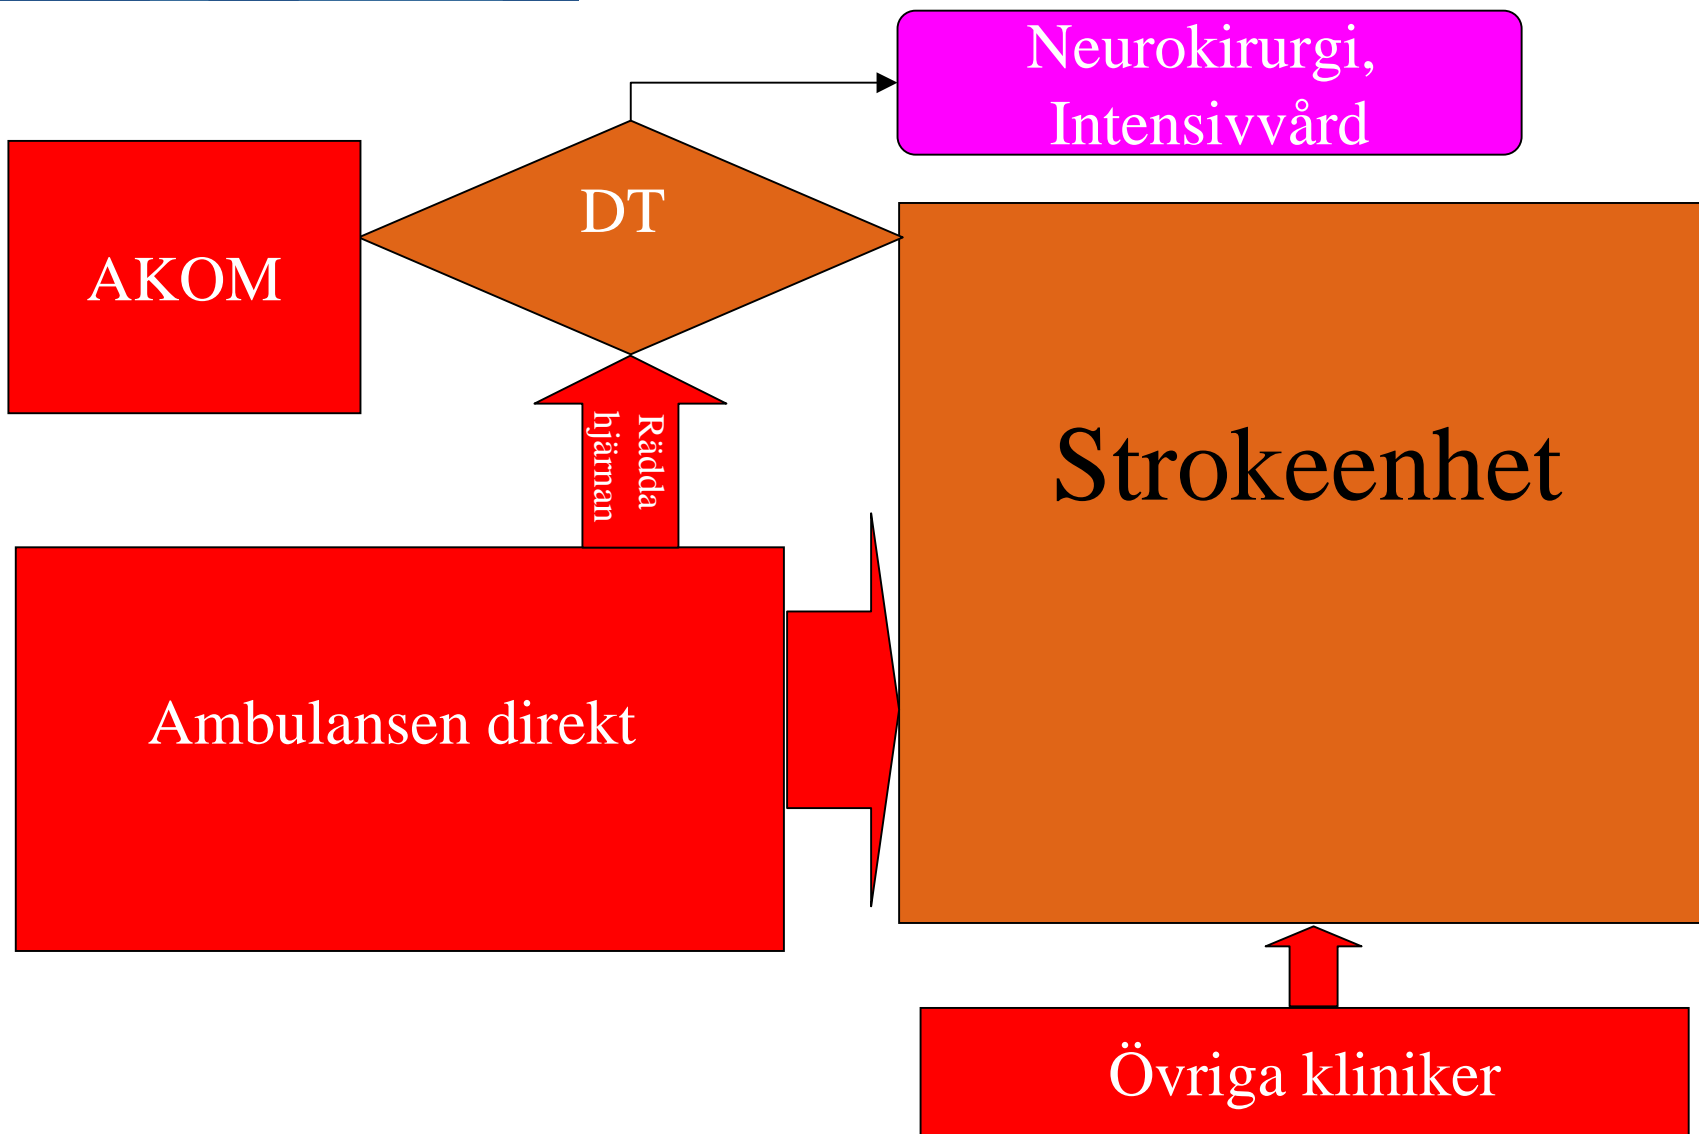 Neurokirurgi,
Intensivvård
DT
AKOM
Rädda
hjärnan
Strokeenhet
Ambulansen direkt
Övriga kliniker